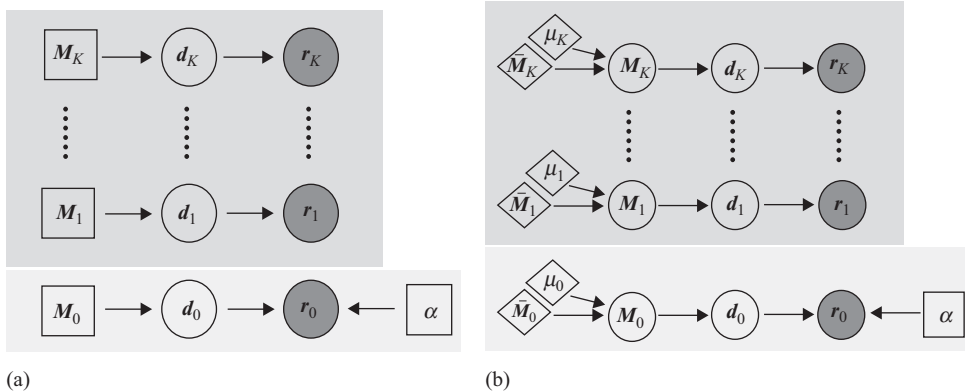 M_K d_K r_K
M_1 d_1 r_1
M_0 d_0 r_0 α
(a)
μ_K
M̄_K M_K d_K r_K
μ_1
M̄_1 M_1 d_1 r_1
μ_0
M̄_0 M_0 d_0 r_0 α
(b)